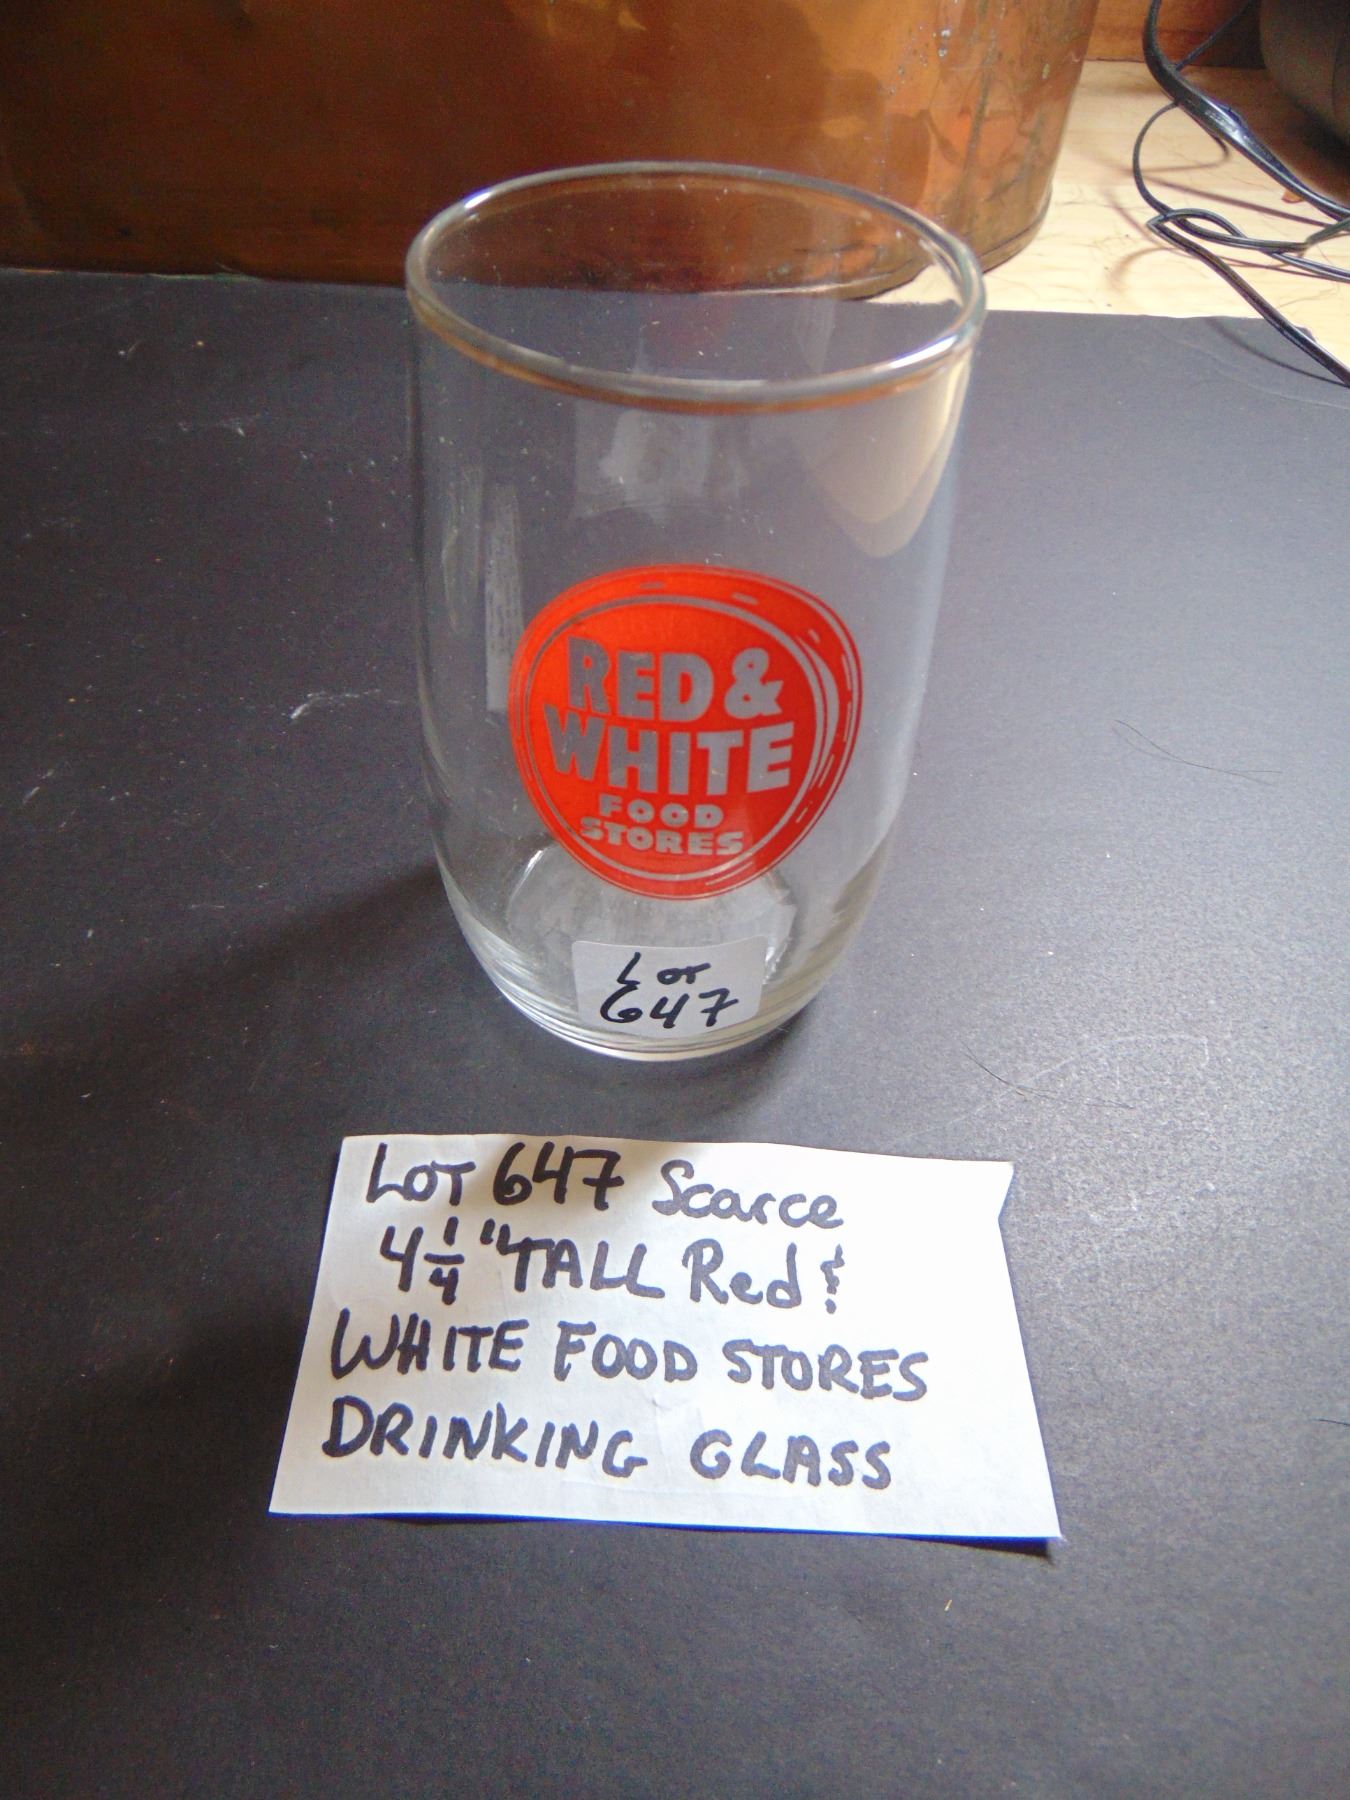 RED &
WHITE
FOOD
STORES
Lot
647
LOT 647 Scarce
4 1/4" TALL Red &
WHITE FOOD STORES
DRINKING GLASS